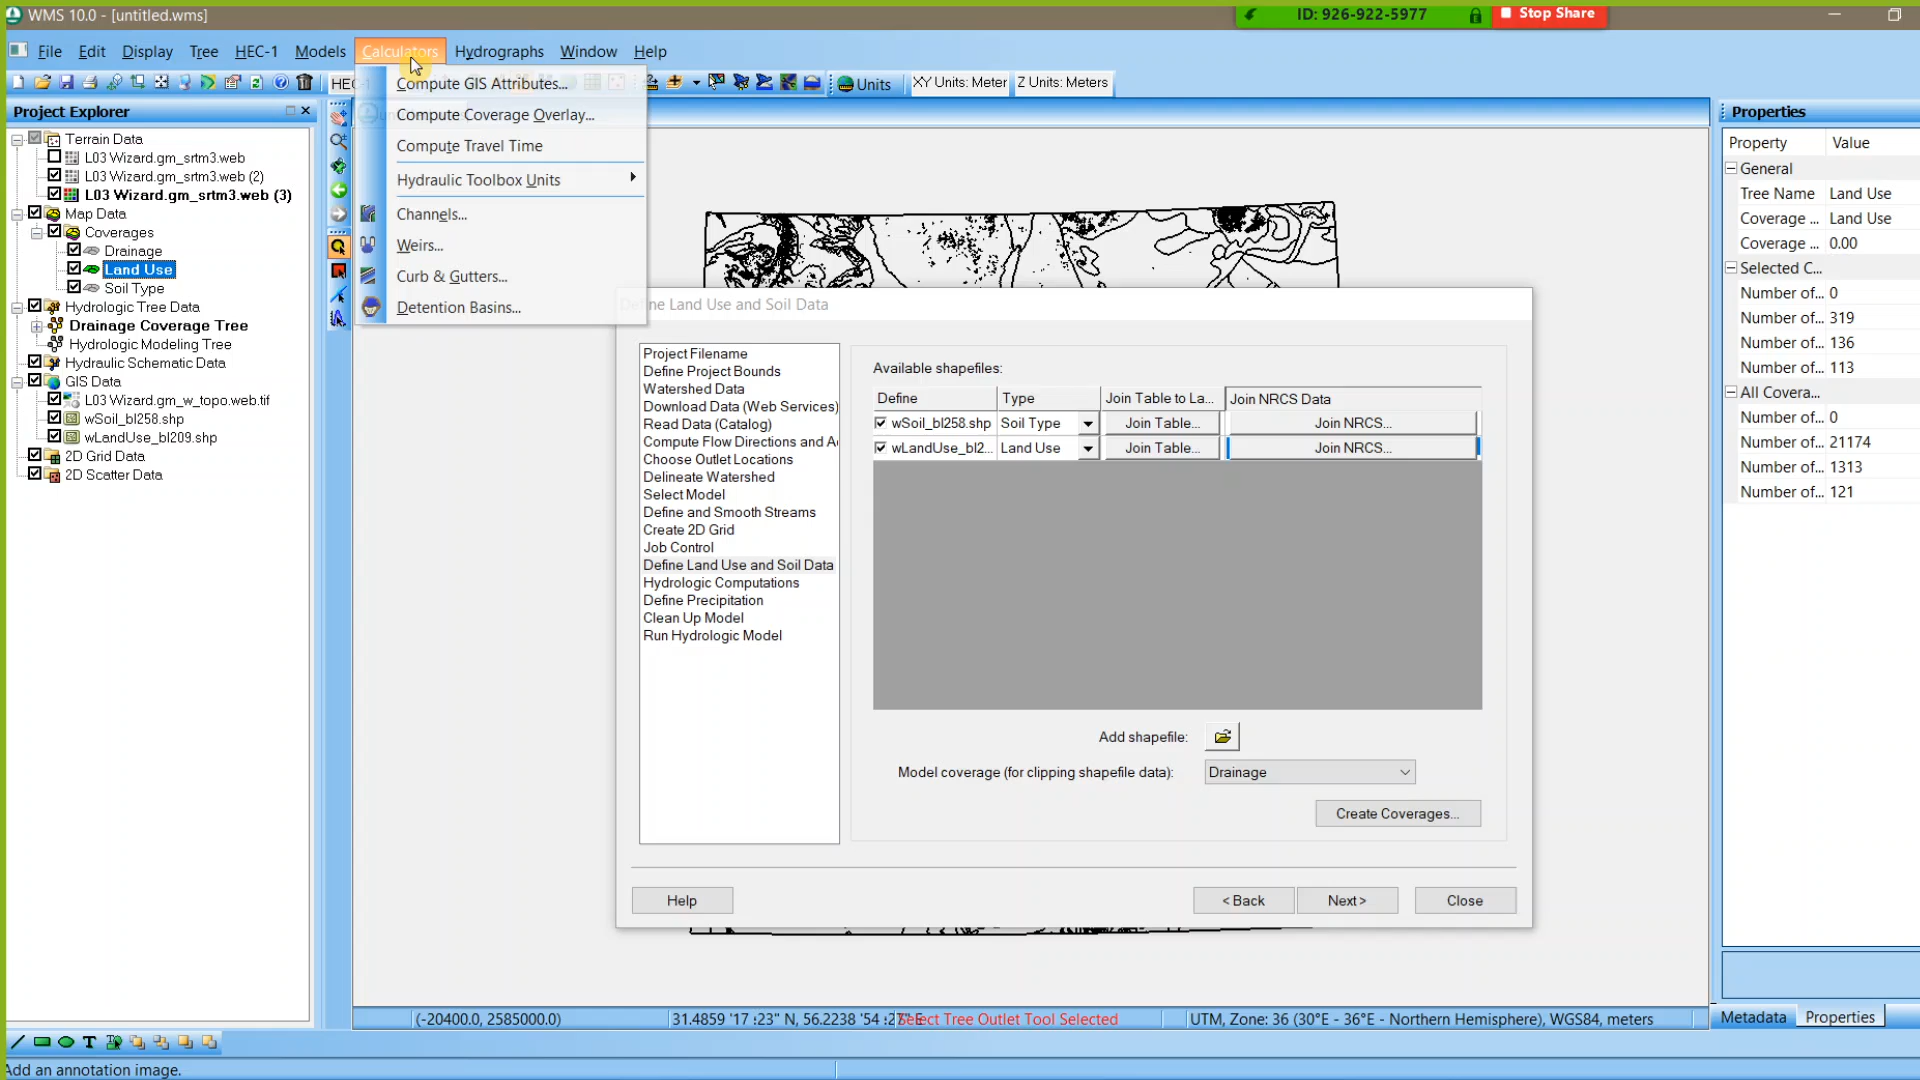 WMS 10.0 - [untitled.wms]
ID: 926-922-5977
Stop Share
File Edit Display Tree HEC-1 Models Calculators Hydrographs Window Help
HEC-1
Units
XY Units: Meter
Z Units: Meters
Compute GIS Attributes...
Compute Coverage Overlay...
Compute Travel Time
Hydraulic Toolbox Units
Channels...
Weirs...
Curb & Gutters...
Detention Basins...
Project Explorer
Terrain Data
L03 Wizard.gm_srtm3.web
L03 Wizard.gm_srtm3.web (2)
L03 Wizard.gm_srtm3.web (3)
Map Data
Coverages
Drainage
Land Use
Soil Type
Hydrologic Tree Data
Drainage Coverage Tree
Hydrologic Modeling Tree
Hydraulic Schematic Data
GIS Data
L03 Wizard.gm_w_topo.web.tif
wSoil_bl258.shp
wLandUse_bl209.shp
2D Grid Data
2D Scatter Data
Define Land Use and Soil Data
Project Filename
Define Project Bounds
Watershed Data
Download Data (Web Services)
Read Data (Catalog)
Compute Flow Directions and A
Choose Outlet Locations
Delineate Watershed
Select Model
Define and Smooth Streams
Create 2D Grid
Job Control
Define Land Use and Soil Data
Hydrologic Computations
Define Precipitation
Clean Up Model
Run Hydrologic Model
Available shapefiles:
Define Type Join Table to La... Join NRCS Data
wSoil_bl258.shp Soil Type Join Table... Join NRCS...
wLandUse_bl2... Land Use Join Table... Join NRCS...
Add shapefile:
Model coverage (for clipping shapefile data): Drainage
Create Coverages...
Help < Back Next> Close
Properties
Property Value
General
Tree Name Land Use
Coverage ... Land Use
Coverage ... 0.00
Selected C...
Number of... 0
Number of... 319
Number of... 136
Number of... 113
All Covera...
Number of... 0
Number of... 21174
Number of... 1313
Number of... 121
Metadata Properties
(-20400.0, 2585000.0)
31.4859 '17 :23" N, 56.2238 '54 :27" E
Select Tree Outlet Tool Selected
UTM, Zone: 36 (30°E - 36°E - Northern Hemisphere), WGS84, meters
T
Add an annotation image.